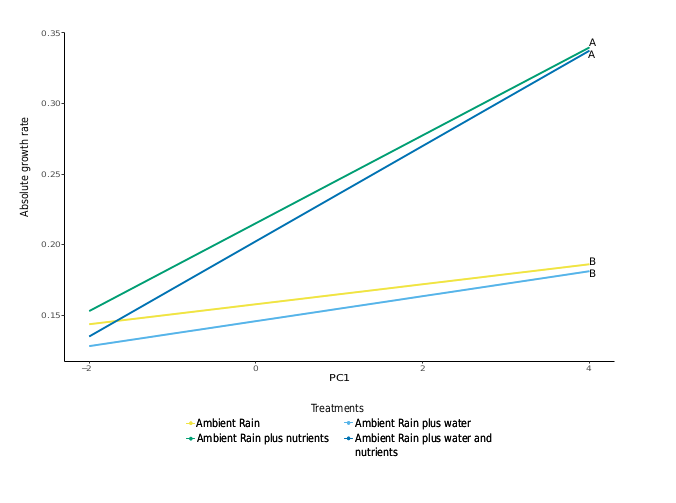 0.35
0.30
0.25
0.20
0.15
Absolute growth rate
A
A
B
B
−2
0
2
4
PC1
Treatments
Ambient Rain
Ambient Rain plus water
Ambient Rain plus nutrients
Ambient Rain plus water and
nutrients